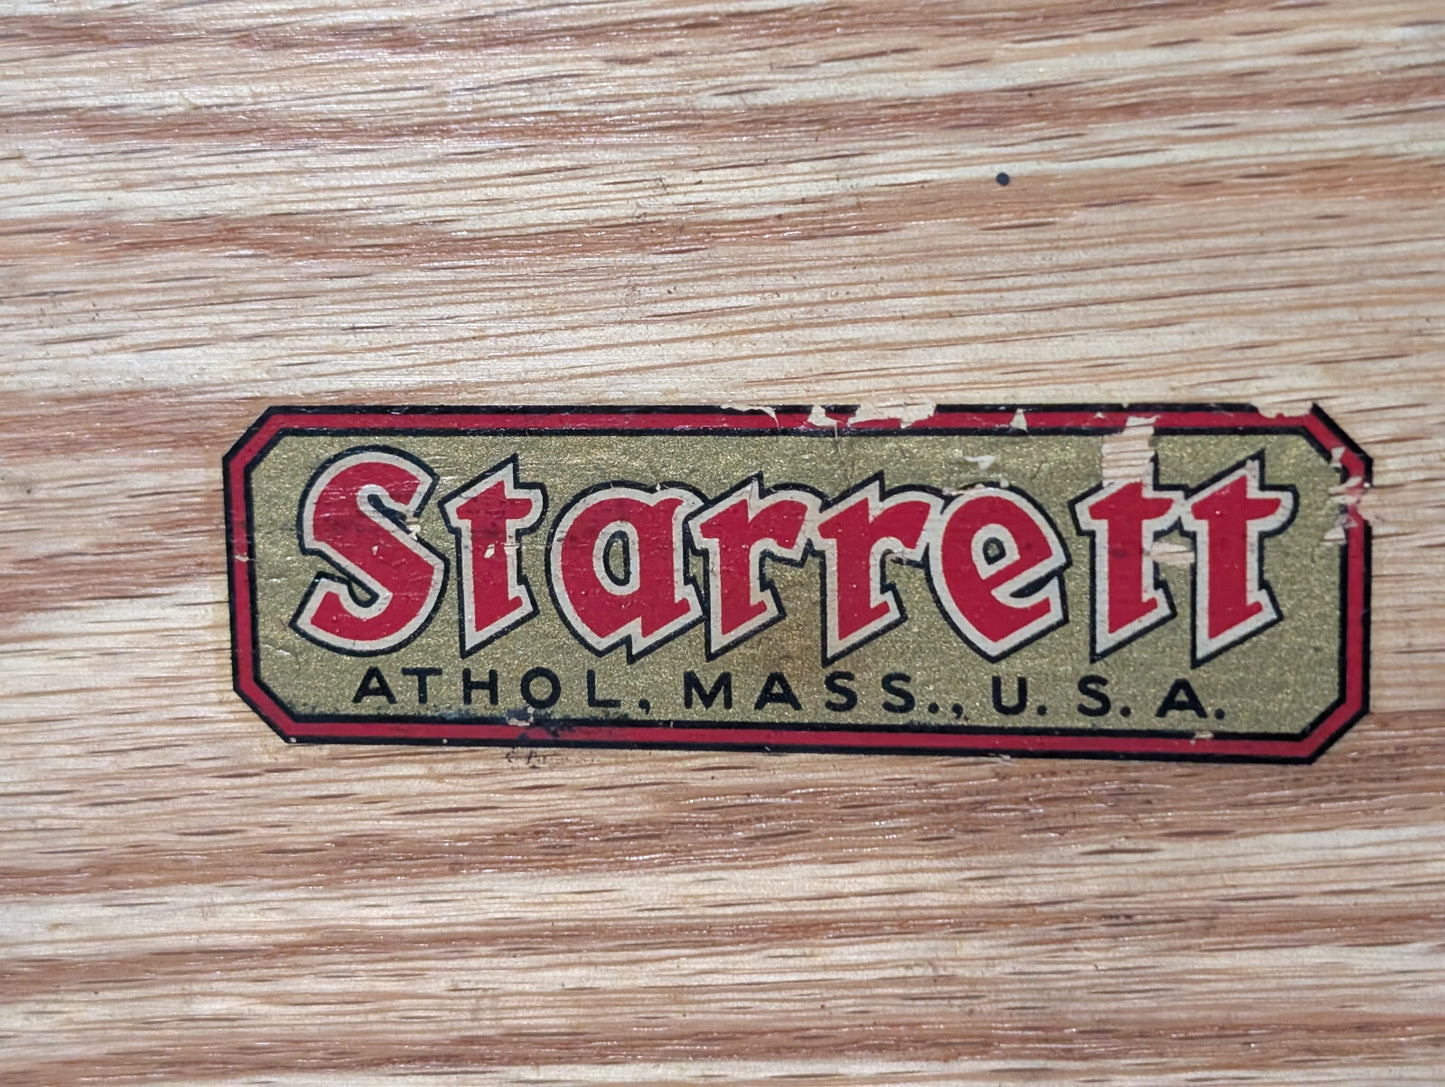 Starrett
ATHOL, MASS., U. S. A.